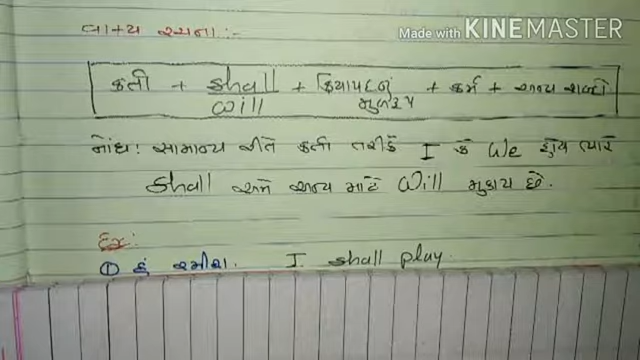 Made with KINEMASTER
વાક્ય રચના :-
કર્તા + Shall + ક્રિયાપદનું + કર્મ + અન્ય શબ્દો
Will મુળરૂપ
નોંધ : સામાન્ય રીતે કર્તા તરીકે I કે We હોય ત્યારે
Shall અને અન્ય માટે Will મુકાય છે.
Ex:
① હું રમીશ. I shall play.